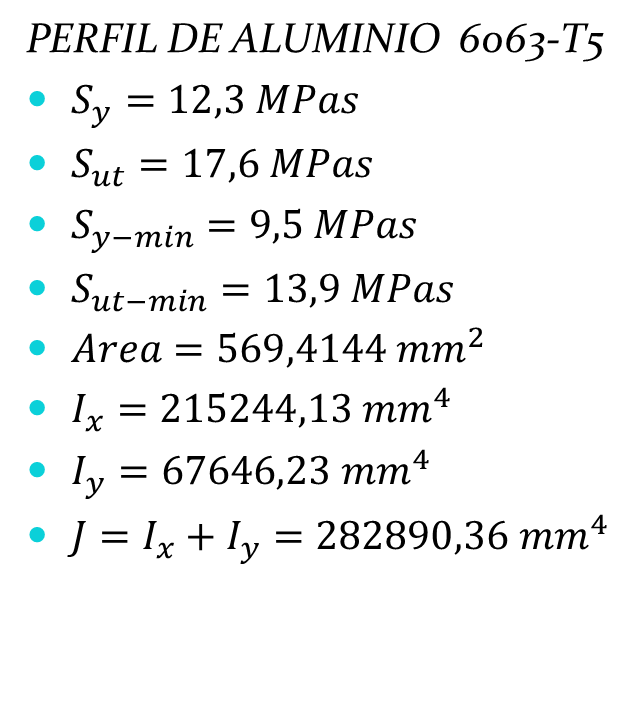 PERFIL DE ALUMINIO 6063-T5
• S_y = 12,3 MPas
• S_ut = 17,6 MPas
• S_y−min = 9,5 MPas
• S_ut−min = 13,9 MPas
• Area = 569,4144 mm²
• I_x = 215244,13 mm⁴
• I_y = 67646,23 mm⁴
• J = I_x + I_y = 282890,36 mm⁴